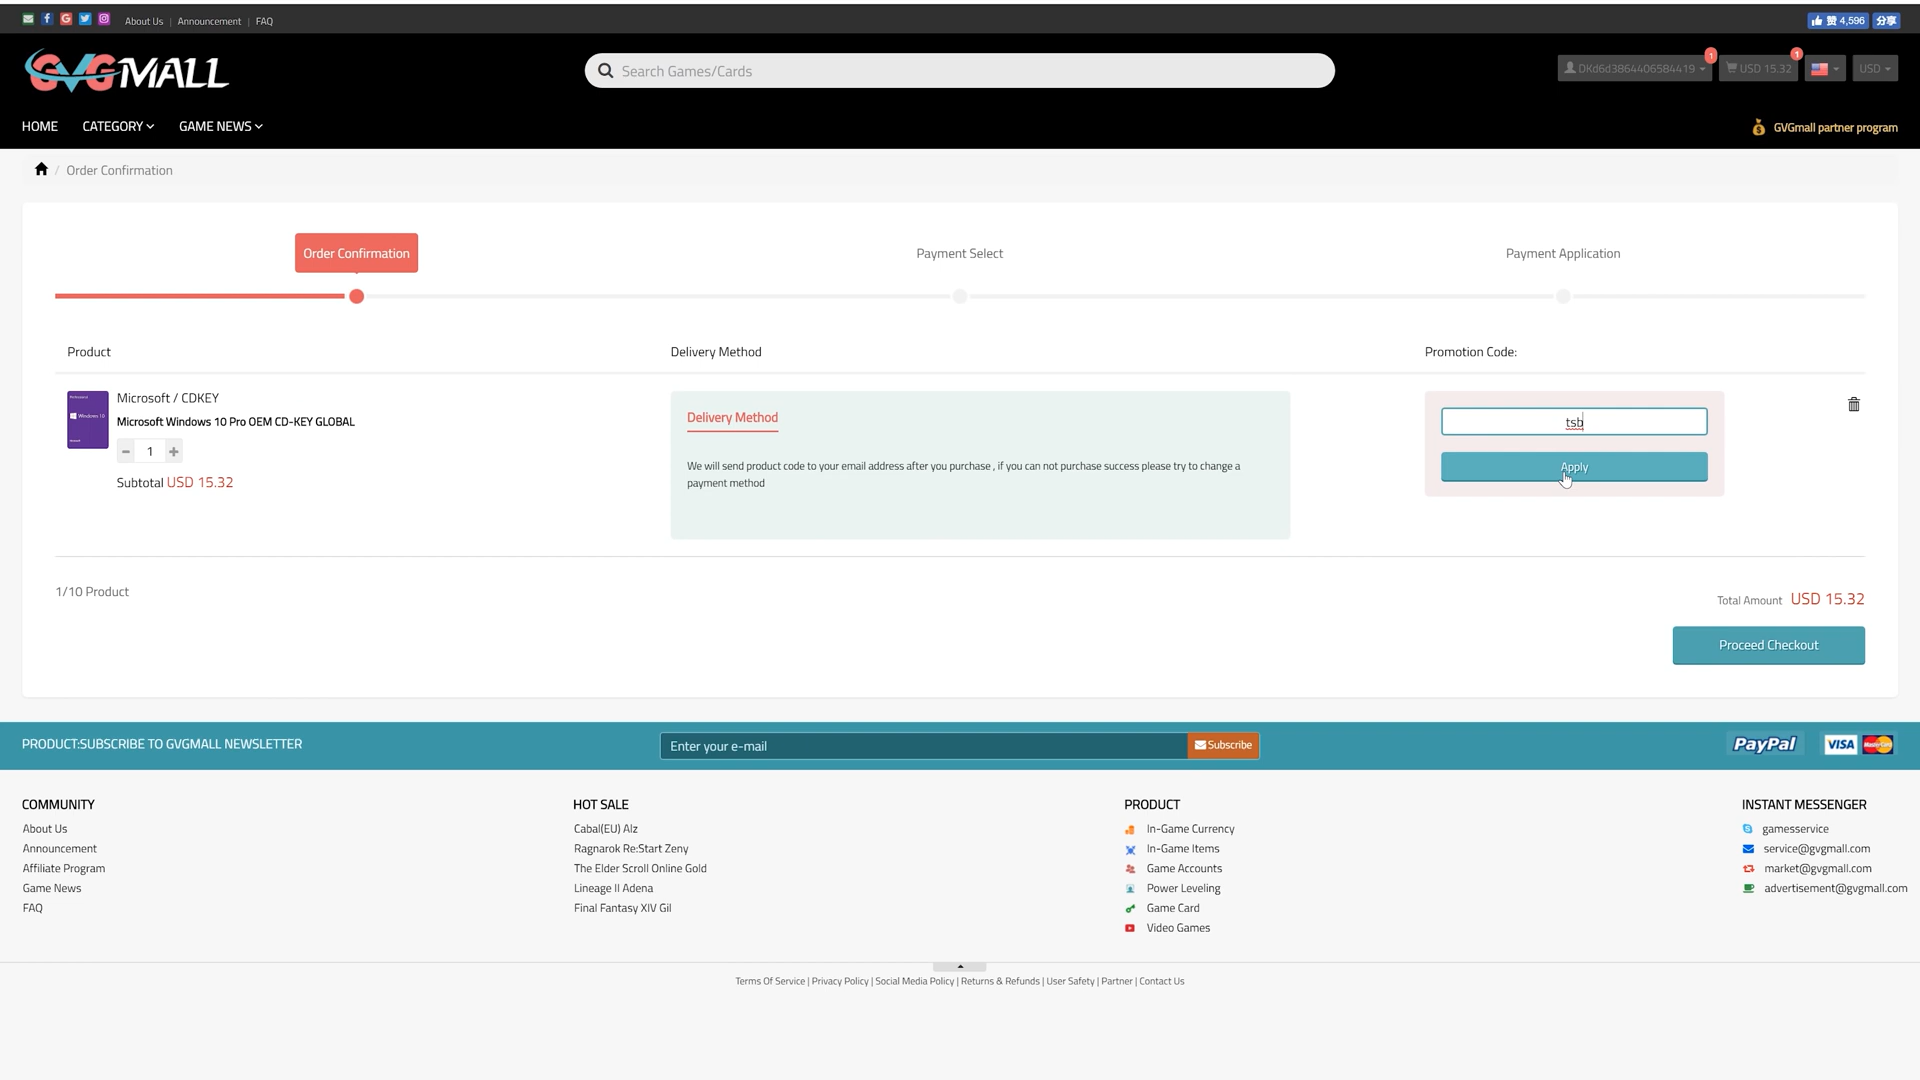 About Us | Announcement | FAQ
赞 4,596 分享
GVGMALL
Search Games/Cards
DKd6d3864406584419 1
USD 15.32 1
USD
HOME CATEGORY GAME NEWS
GVGmall partner program
/ Order Confirmation
Order Confirmation
Payment Select
Payment Application
Product
Delivery Method
Promotion Code:
Microsoft / CDKEY
Microsoft Windows 10 Pro OEM CD-KEY GLOBAL
- 1 +
Subtotal USD 15.32
Windows 10
Delivery Method
We will send product code to your email address after you purchase , if you can not purchase success please try to change a
payment method
tsb
Apply
1/10 Product
Total Amount USD 15.32
Proceed Checkout
PRODUCT:SUBSCRIBE TO GVGMALL NEWSLETTER
Enter your e-mail
Subscribe
PayPal VISA MasterCard
COMMUNITY
About Us
Announcement
Affiliate Program
Game News
FAQ
HOT SALE
Cabal(EU) Alz
Ragnarok Re:Start Zeny
The Elder Scroll Online Gold
Lineage II Adena
Final Fantasy XIV Gil
PRODUCT
In-Game Currency
In-Game Items
Game Accounts
Power Leveling
Game Card
Video Games
INSTANT MESSENGER
gamesservice
service@gvgmall.com
market@gvgmall.com
advertisement@gvgmall.com
Terms Of Service | Privacy Policy | Social Media Policy | Returns & Refunds | User Safety | Partner | Contact Us